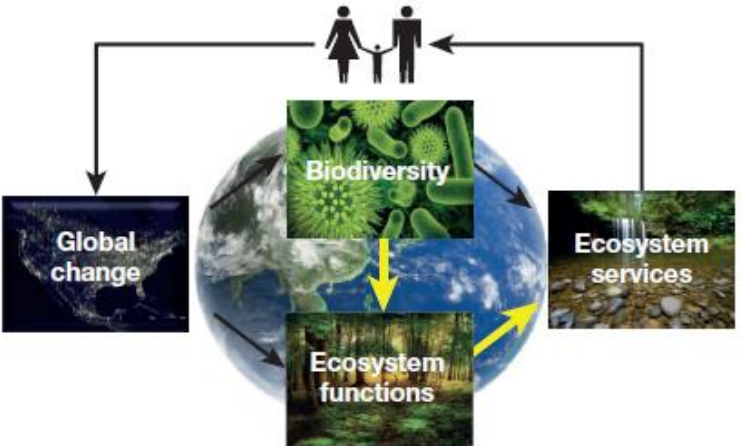 Biodiversity
Global
change
Ecosystem
services
Ecosystem
functions